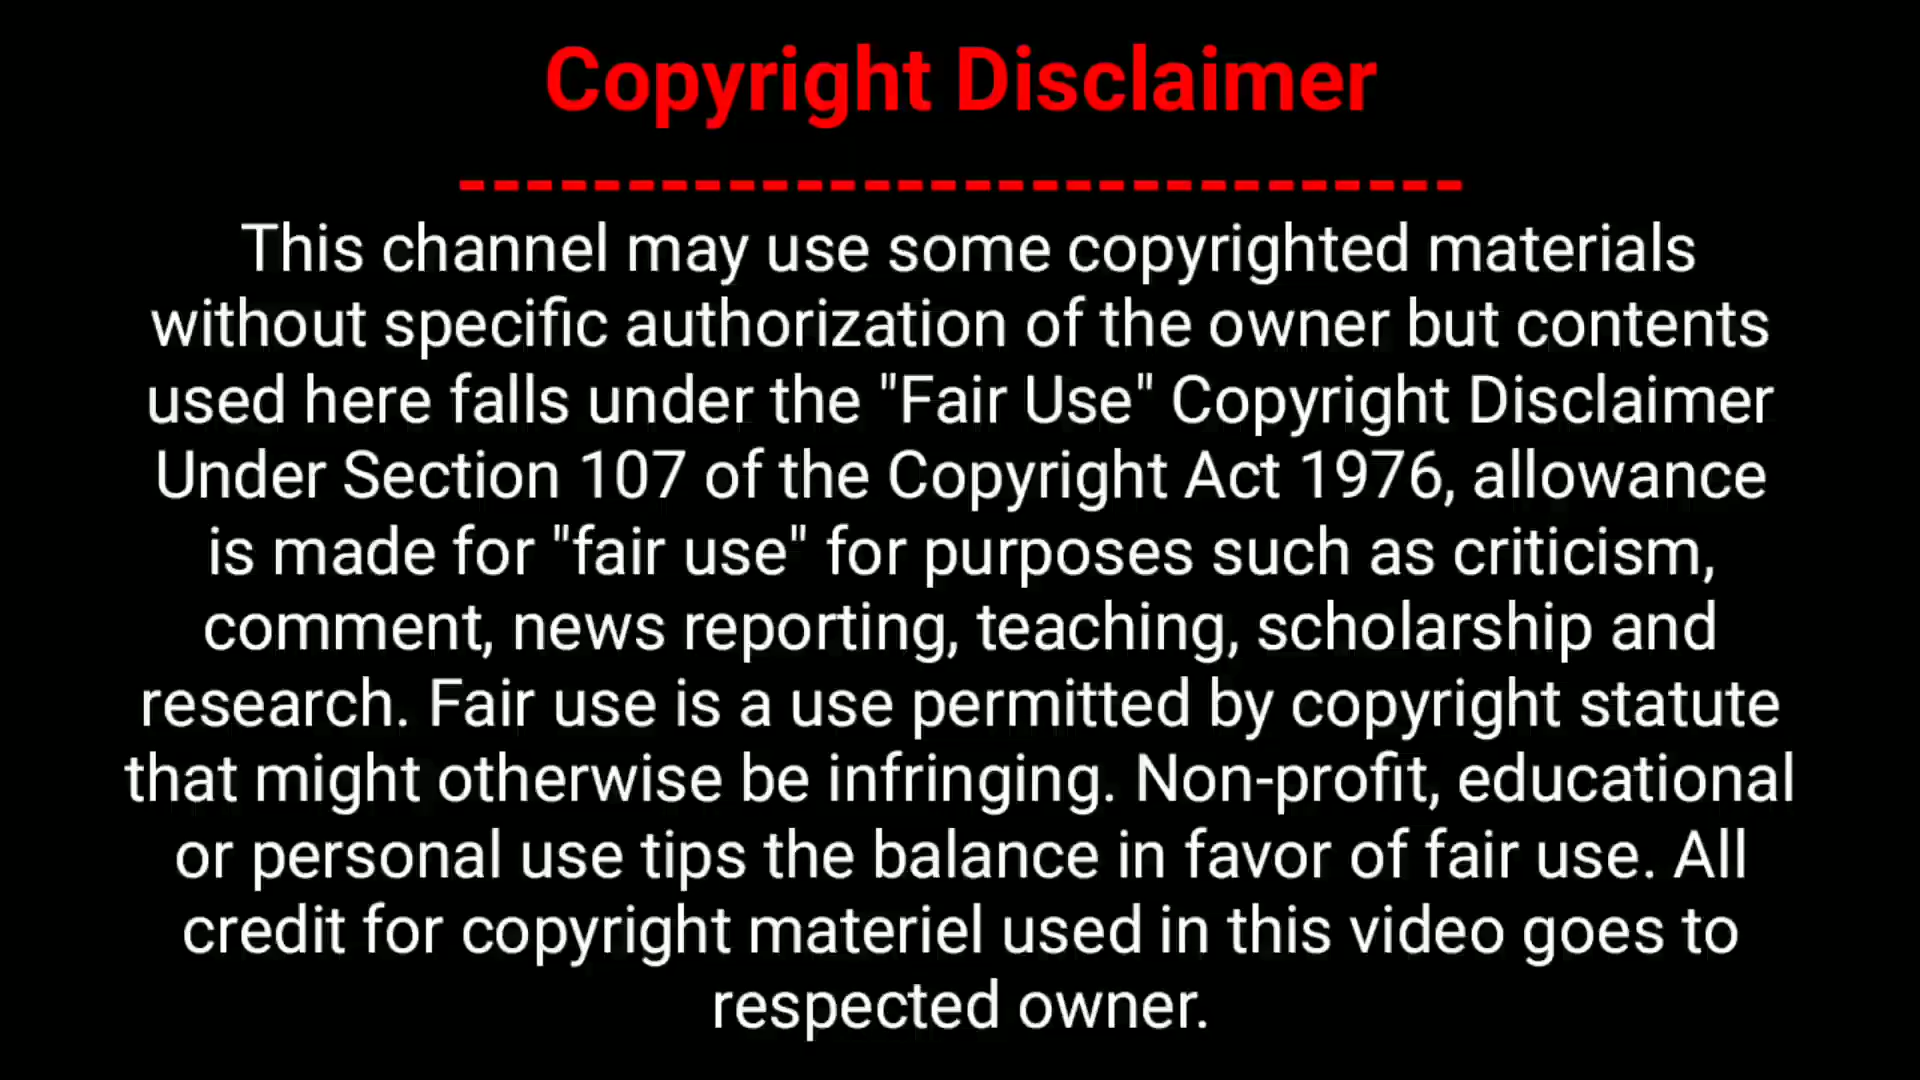 Copyright Disclaimer
------------------------------
This channel may use some copyrighted materials
without specific authorization of the owner but contents
used here falls under the "Fair Use" Copyright Disclaimer
Under Section 107 of the Copyright Act 1976, allowance
is made for "fair use" for purposes such as criticism,
comment, news reporting, teaching, scholarship and
research. Fair use is a use permitted by copyright statute
that might otherwise be infringing. Non-profit, educational
or personal use tips the balance in favor of fair use. All
credit for copyright materiel used in this video goes to
respected owner.